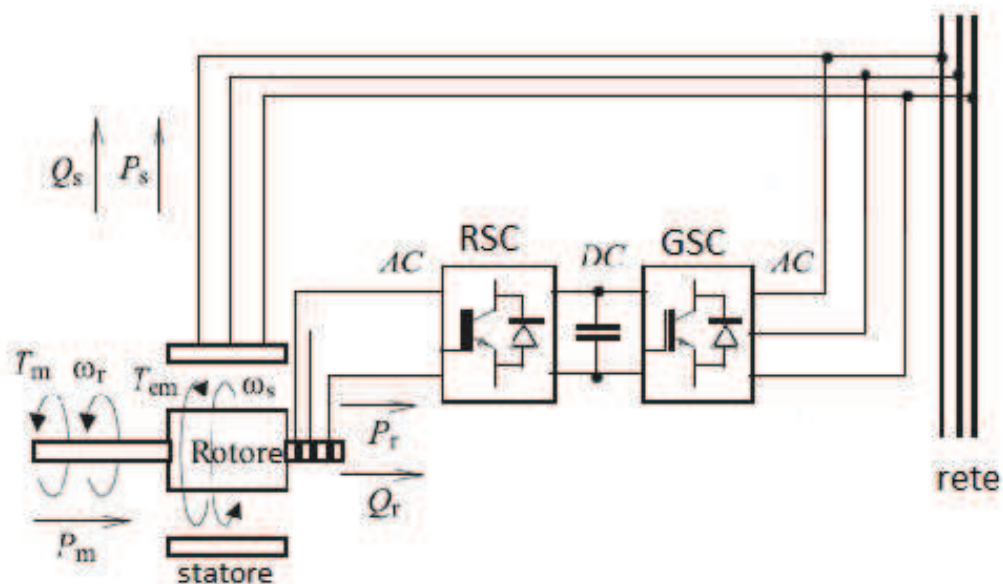 Qs Ps
RSC
GSC
AC
DC
AC
Tm ωr
Tem ωs
Rotore
Pr
Qr
Pm
statore
rete